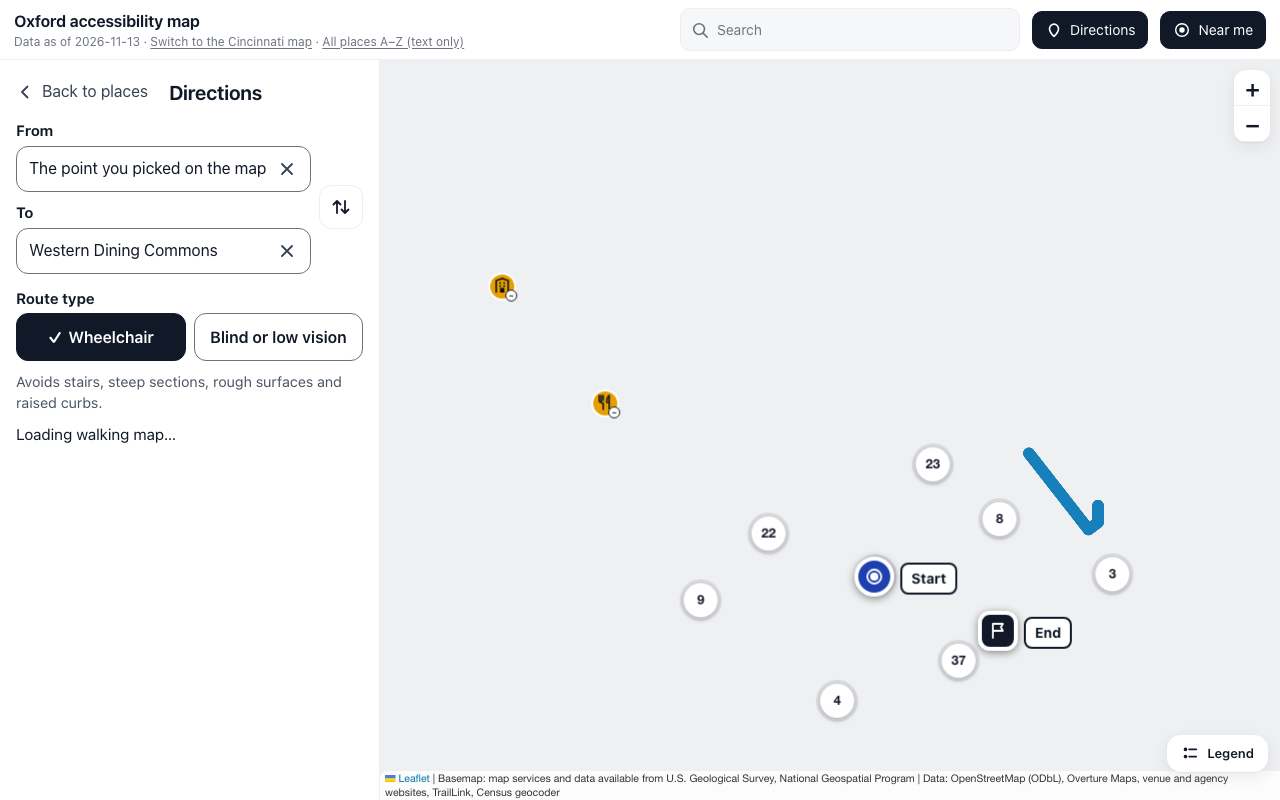 Oxford accessibility map
Data as of 2026-11-13 · Switch to the Cincinnati map · All places A–Z (text only)
Search
Directions
Near me
Back to places
Directions
From
The point you picked on the map
To
Western Dining Commons
Route type
✓ Wheelchair
Blind or low vision
Avoids stairs, steep sections, rough surfaces and
raised curbs.
Loading walking map...
+
−
23
8
22
3
Start
9
End
37
4
Legend
Leaflet | Basemap: map services and data available from U.S. Geological Survey, National Geospatial Program | Data: OpenStreetMap (ODbL), Overture Maps, venue and agency
websites, TrailLink, Census geocoder